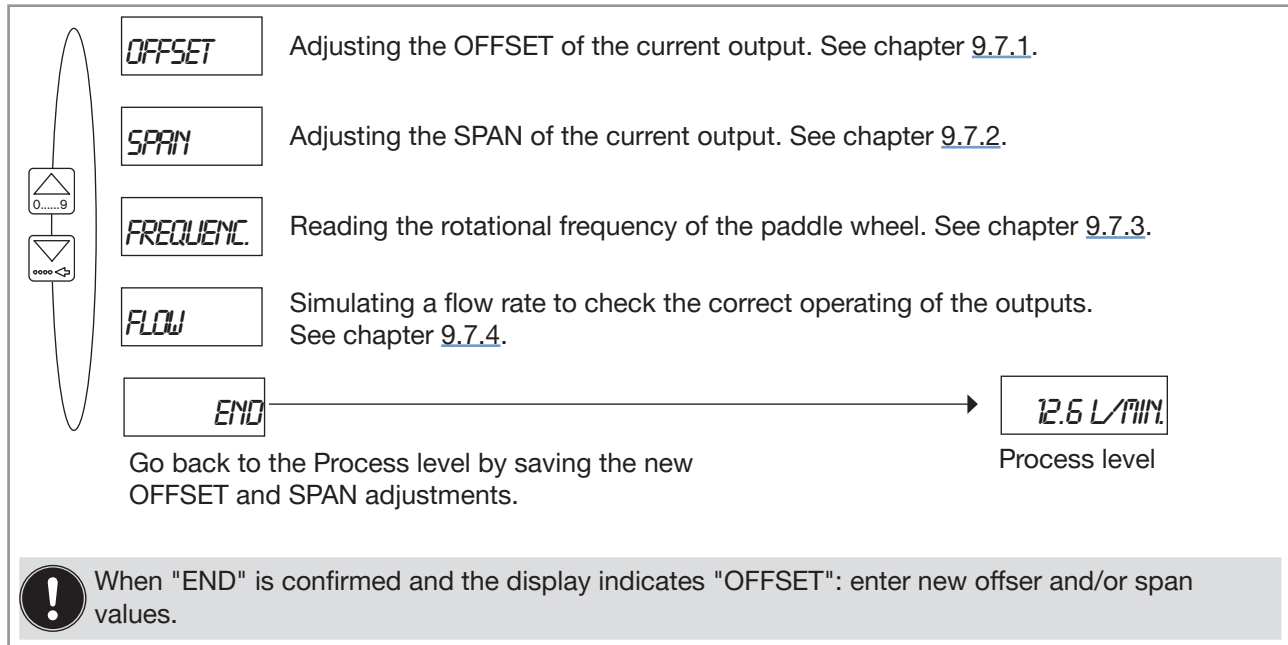 OFFSET
Adjusting the OFFSET of the current output. See chapter 9.7.1.
SPAN
Adjusting the SPAN of the current output. See chapter 9.7.2.
0......9
FREQUENC.
Reading the rotational frequency of the paddle wheel. See chapter 9.7.3.
FLOW
Simulating a flow rate to check the correct operating of the outputs.
See chapter 9.7.4.
END
12.6 L/MIN.
Go back to the Process level by saving the new
OFFSET and SPAN adjustments.
Process level
When "END" is confirmed and the display indicates "OFFSET": enter new offser and/or span
values.